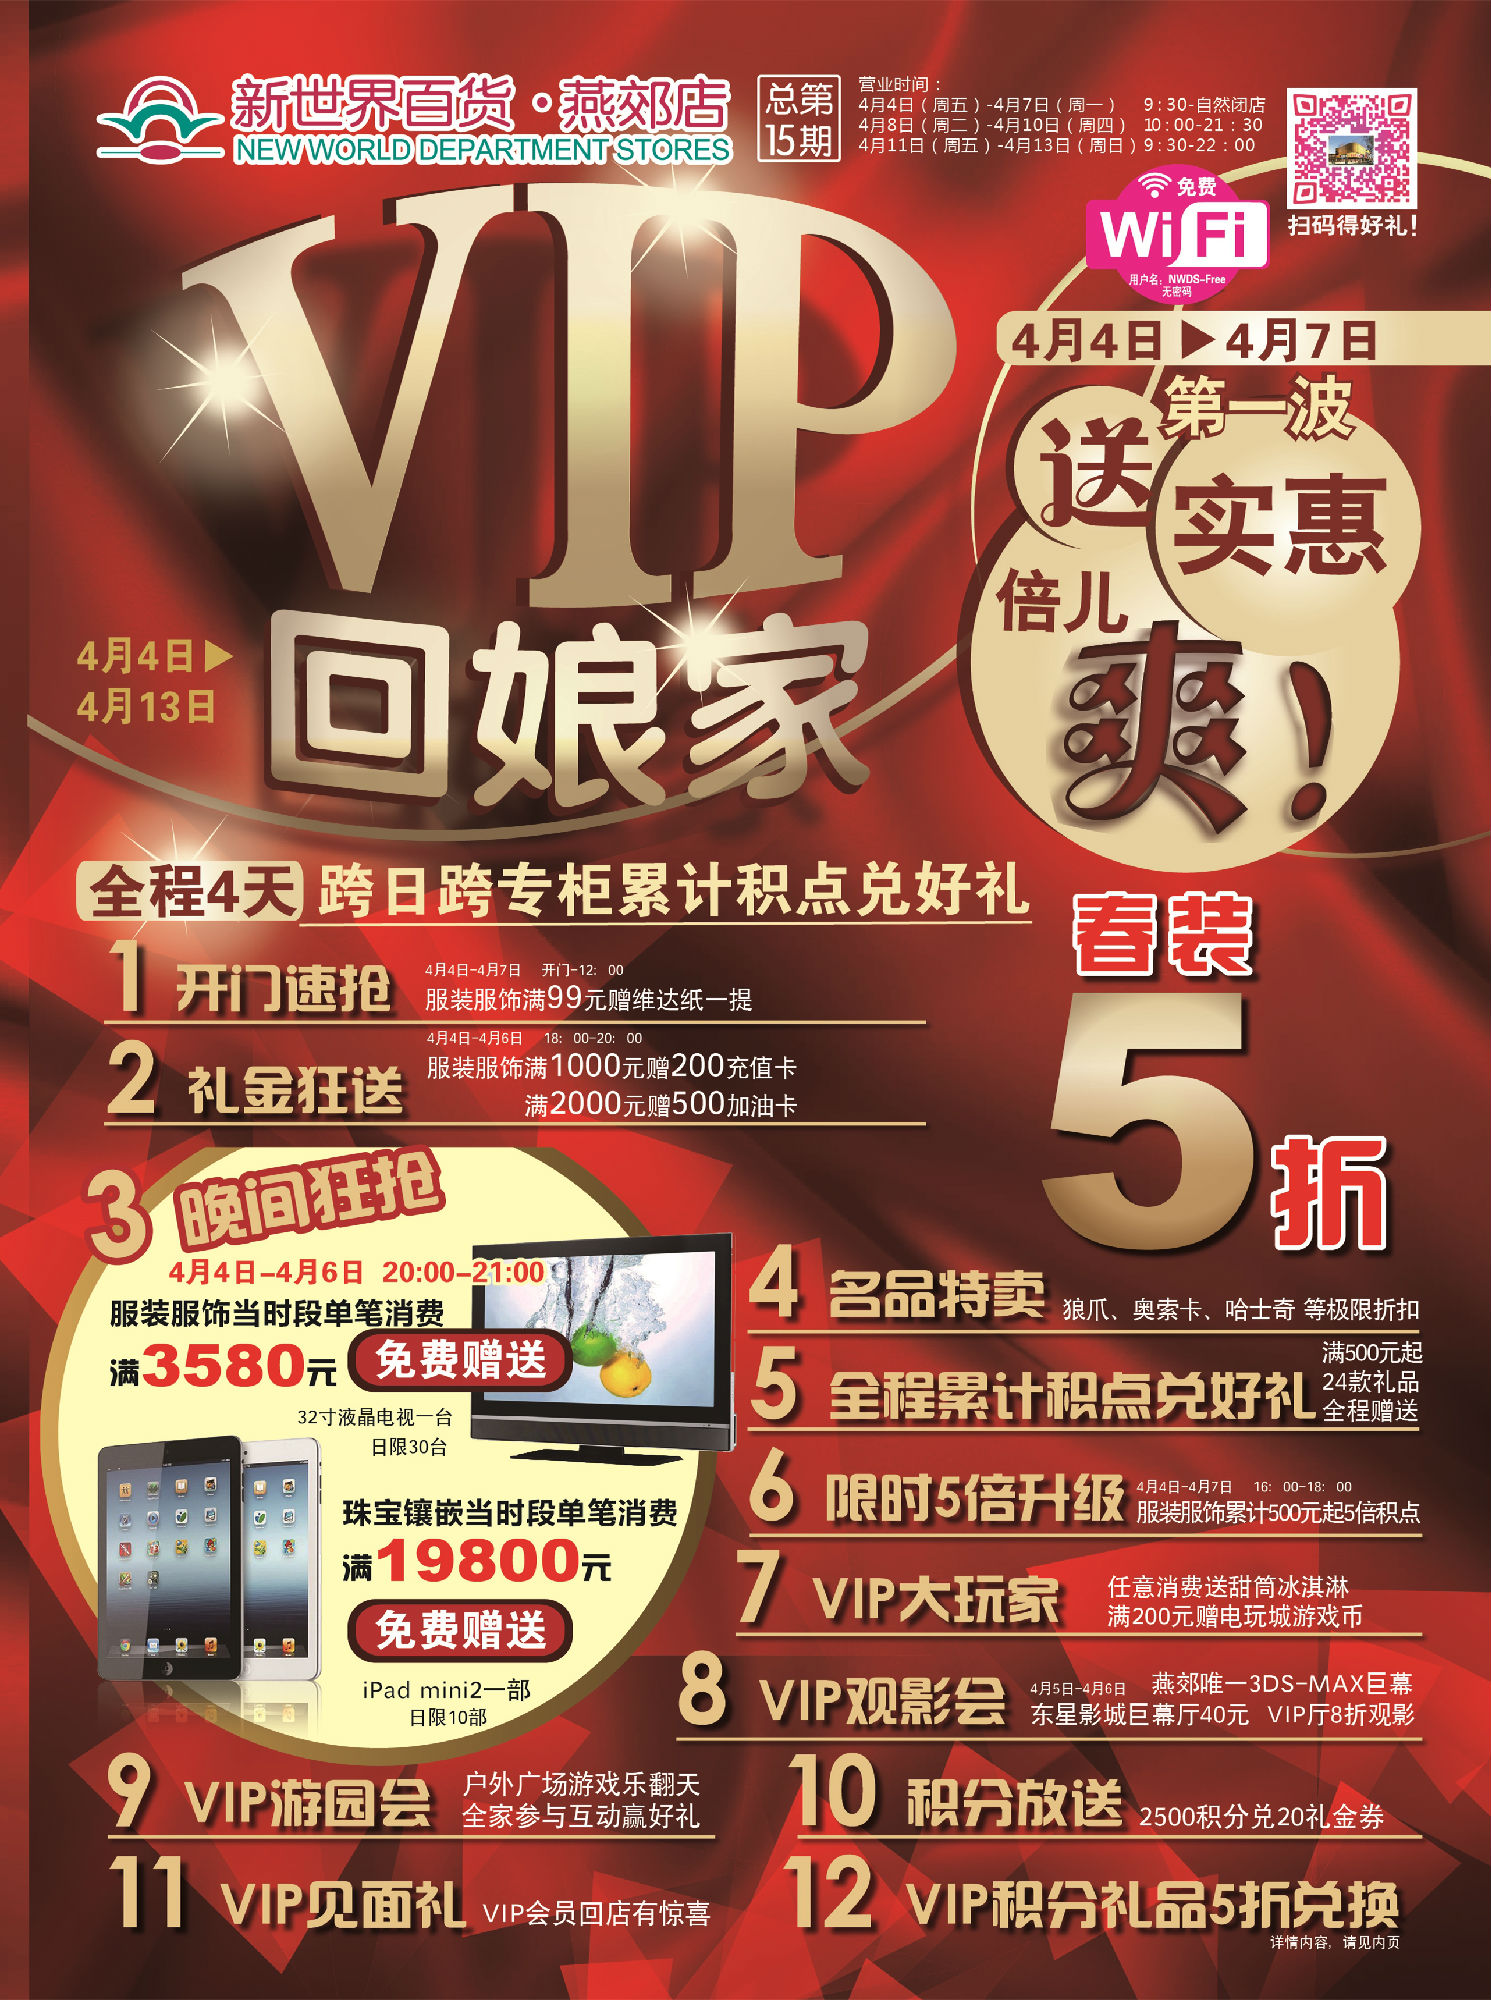 新世界百货·燕郊店
NEW WORLD DEPARTMENT STORES
总第
15期
营业时间：
4月4日（周五）-4月7日（周一） 9:30-自然闭店
4月8日（周二）-4月10日（周四） 10:00-21:30
4月11日（周五）-4月13日（周日）9:30-22:00
扫码得好礼！
免费
WiFi
用户名：NWDS-Free
无密码
VIP
回娘家
4月4日▶
4月13日
4月4日▶4月7日
第一波
送
实惠
倍儿
爽！
全程4天 跨日跨专柜累计积点兑好礼
春装
5折
1 开门速抢
4月4日-4月7日 开门-12：00
服装服饰满99元赠维达纸一提
2 礼金狂送
4月4日-4月6日 18：00-20：00
服装服饰满1000元赠200充值卡
满2000元赠500加油卡
3 晚间狂抢
4月4日-4月6日 20:00-21:00
服装服饰当时段单笔消费
满3580元 免费赠送
32寸液晶电视一台
日限30台
珠宝镶嵌当时段单笔消费
满19800元
免费赠送
iPad mini2一部
日限10部
4 名品特卖 狼爪、奥索卡、哈士奇 等极限折扣
5 全程累计积点兑好礼
满500元起
24款礼品
全程赠送
6 限时5倍升级
4月4日-4月7日 16：00-18：00
服装服饰累计500元起5倍积点
7 VIP大玩家
任意消费送甜筒冰淇淋
满200元赠电玩城游戏币
8 VIP观影会
4月5日-4月6日 燕郊唯一3DS-MAX巨幕
东星影城巨幕厅40元 VIP厅8折观影
9 VIP游园会
户外广场游戏乐翻天
全家参与互动赢好礼
10 积分放送 2500积分兑20礼金券
11 VIP见面礼 VIP会员回店有惊喜
12 VIP积分礼品5折兑换
详情内容，请见内页